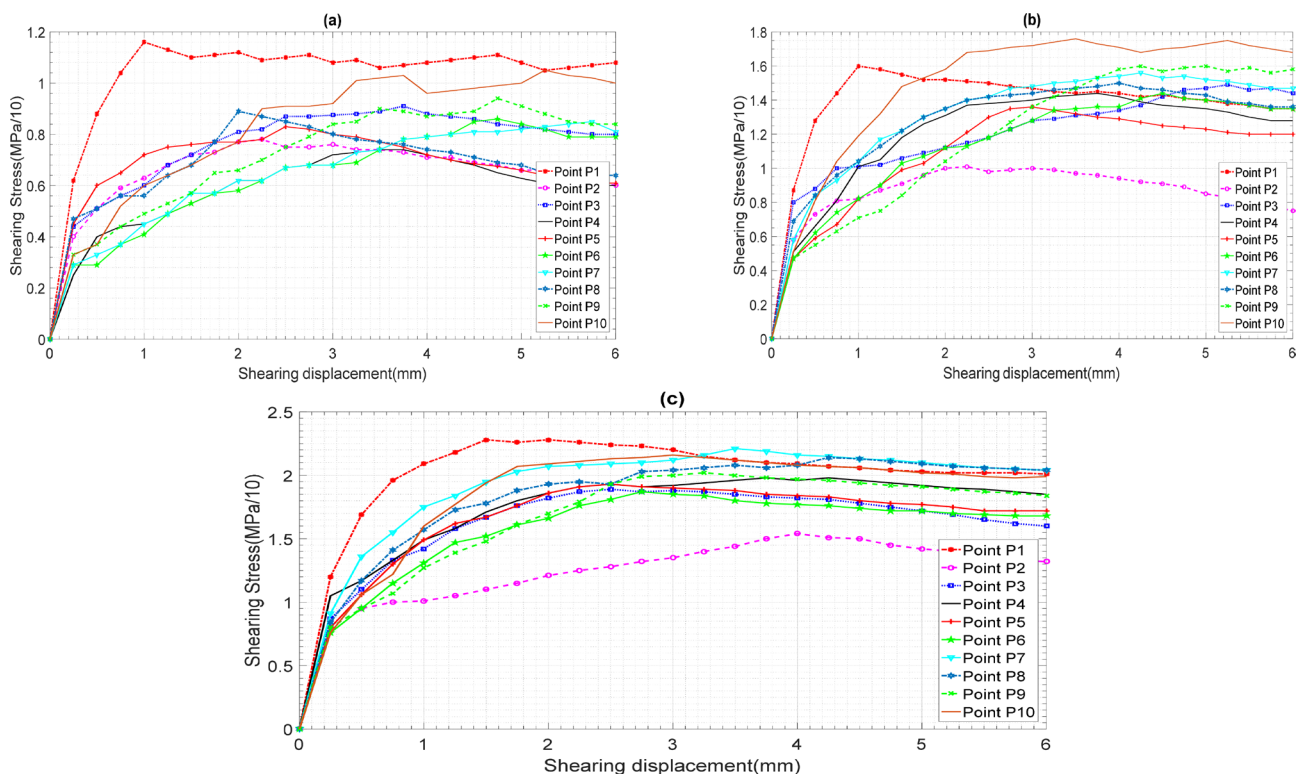 (a)
Shearing Stress(MPa/10)
1.2
1
0.8
0.6
0.4
0.2
0
0 1 2 3 4 5 6
Shearing displacement(mm)
Point P1
Point P2
Point P3
Point P4
Point P5
Point P6
Point P7
Point P8
Point P9
Point P10
(b)
Shearing Stress(MPa/10)
1.8
1.6
1.4
1.2
1
0.8
0.6
0.4
0.2
0
0 1 2 3 4 5 6
Shearing displacement(mm)
Point P1
Point P2
Point P3
Point P4
Point P5
Point P6
Point P7
Point P8
Point P9
Point P10
(c)
Shearing Stress(MPa/10)
2.5
2
1.5
1
0.5
0
0 1 2 3 4 5 6
Shearing displacement(mm)
Point P1
Point P2
Point P3
Point P4
Point P5
Point P6
Point P7
Point P8
Point P9
Point P10